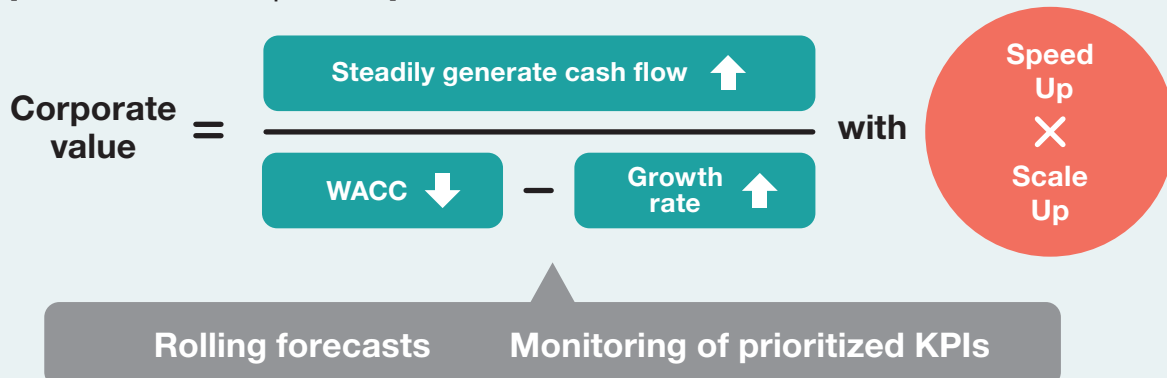 Corporate
value
=
Steadily generate cash flow
WACC
−
Growth
rate
with
Speed
Up
×
Scale
Up
Rolling forecasts
Monitoring of prioritized KPIs